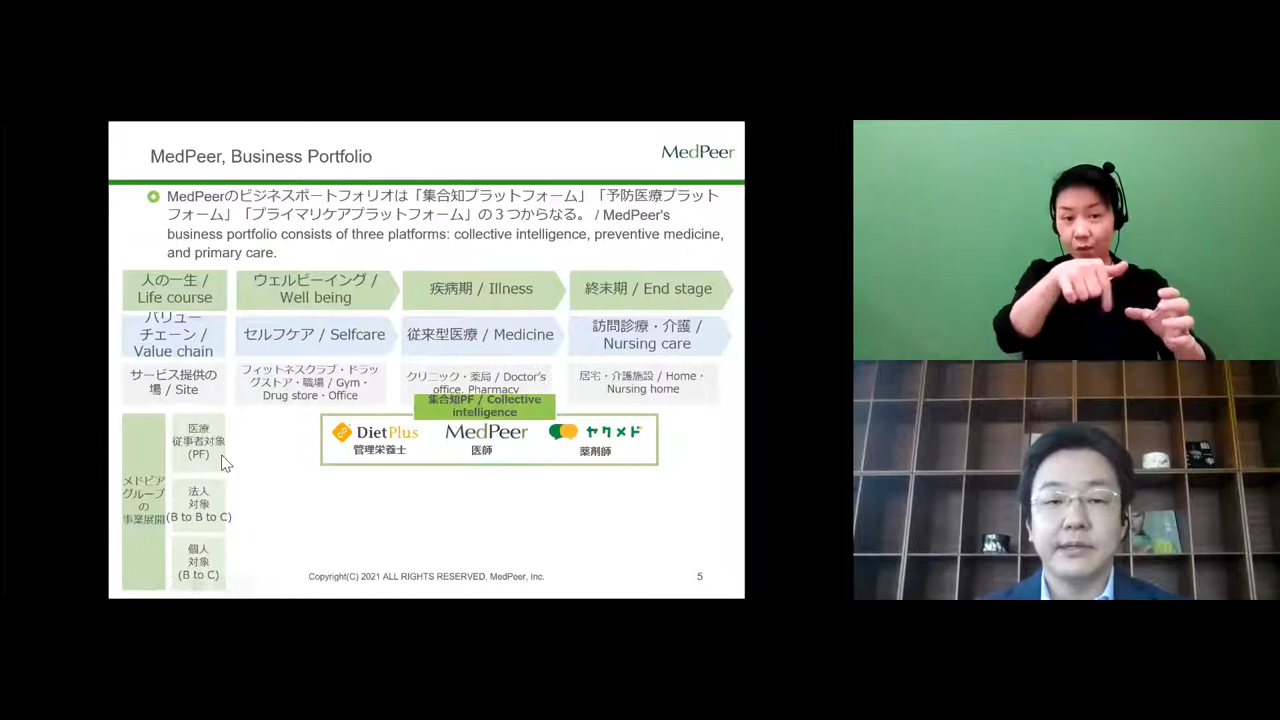 MedPeer, Business Portfolio
MedPeer
MedPeerのビジネスポートフォリオは「集合知プラットフォーム」「予防医療プラット
フォーム」「プライマリケアプラットフォーム」の３つからなる。 / MedPeer's
business portfolio consists of three platforms: collective intelligence, preventive medicine,
and primary care.
人の一生 /
Life course
ウェルビーイング /
Well being
疾病期 / Illness
終末期 / End stage
バリュー
チェーン /
Value chain
セルフケア / Selfcare
従来型医療 / Medicine
訪問診療・介護 /
Nursing care
サービス提供の
場 / Site
フィットネスクラブ・ドラッ
グストア・職場 / Gym・
Drug store・Office
クリニック・薬局 / Doctor's
office, Pharmacy
居宅・介護施設 / Home・
Nursing home
集合知PF / Collective
intelligence
DietPlus
管理栄養士
MedPeer
医師
ヤクメド
薬剤師
メドピア
グループ
の
事業展開
医療
従事者対象
(PF)
法人
対象
(B to B to C)
個人
対象
(B to C)
Copyright(C) 2021 ALL RIGHTS RESERVED, MedPeer, Inc.
5